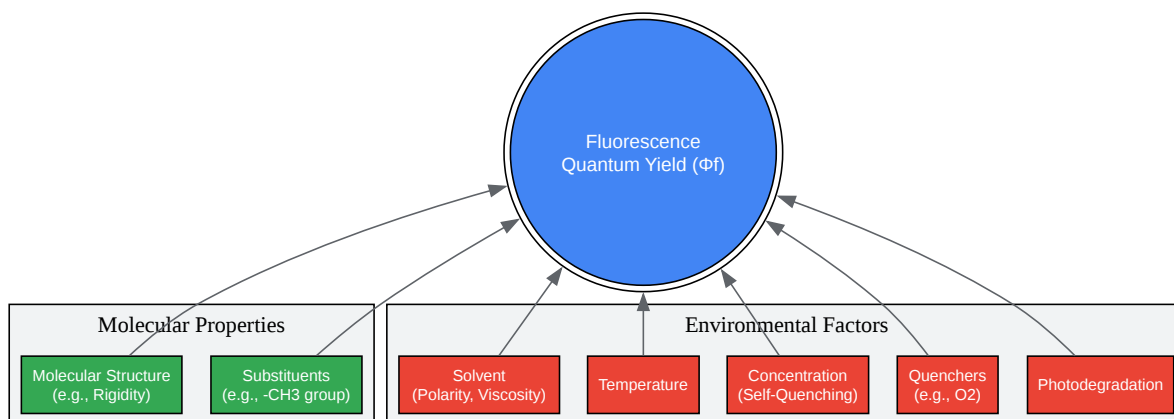 Fluorescence
Quantum Yield (Φf)
Molecular Properties
Environmental Factors
Molecular Structure
(e.g., Rigidity)
Substituents
(e.g., -CH3 group)
Solvent
(Polarity, Viscosity)
Temperature
Concentration
(Self-Quenching)
Quenchers
(e.g., O2)
Photodegradation